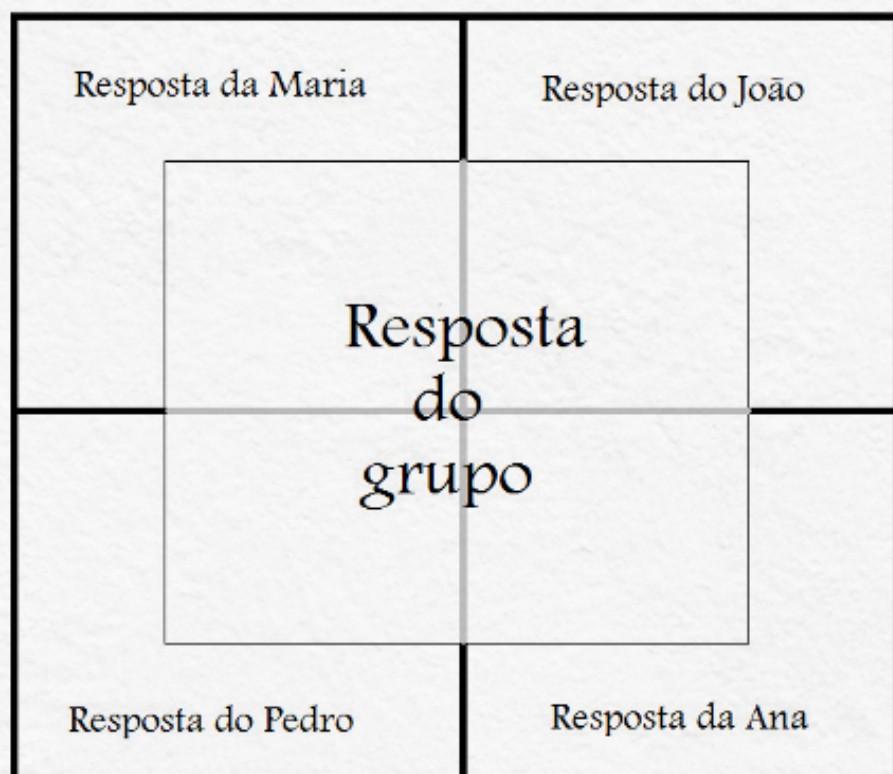 Resposta da Maria
Resposta do João
Resposta
do
grupo
Resposta do Pedro
Resposta da Ana